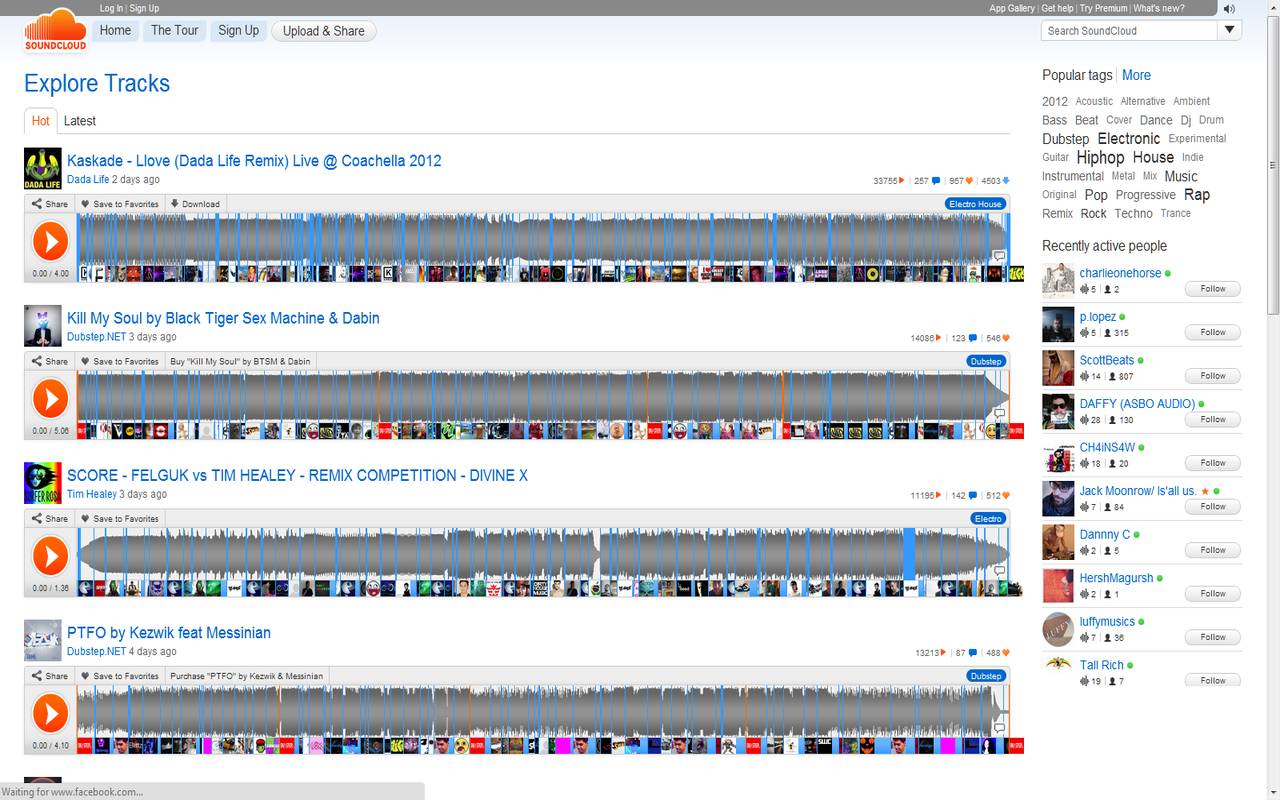 Log In | Sign Up
App Gallery | Get help | Try Premium | What's new?
SOUNDCLOUD
Home
The Tour
Sign Up
Upload & Share
Search SoundCloud
Explore Tracks
Hot
Latest
DADA LIFE
Kaskade - Llove (Dada Life Remix) Live @ Coachella 2012
Dada Life 2 days ago
33755 | 257 | 957 | 4503
Share
Save to Favorites
Download
Electro House
0.00 / 4.00
Kill My Soul by Black Tiger Sex Machine & Dabin
Dubstep.NET 3 days ago
14086 | 123 | 546
Share
Save to Favorites
Buy "Kill My Soul" by BTSM & Dabin
Dubstep
0.00 / 5.06
SURFER ROSA
SCORE - FELGUK vs TIM HEALEY - REMIX COMPETITION - DIVINE X
Tim Healey 3 days ago
11195 | 142 | 512
Share
Save to Favorites
Electro
0.00 / 1.36
PTFO by Kezwik feat Messinian
Dubstep.NET 4 days ago
13213 | 87 | 488
Share
Save to Favorites
Purchase "PTFO" by Kezwik & Messinian
Dubstep
0.00 / 4.10
Popular tags | More
2012 Acoustic Alternative Ambient
Bass Beat Cover Dance Dj Drum
Dubstep Electronic Experimental
Guitar Hiphop House Indie
Instrumental Metal Mix Music
Original Pop Progressive Rap
Remix Rock Techno Trance
Recently active people
charlieonehorse
5 | 2
Follow
p.lopez
5 | 315
Follow
ScottBeats
14 | 807
Follow
DAFFY (ASBO AUDIO)
28 | 130
Follow
CH4iNS4W
18 | 20
Follow
Jack Moonrow/ Is'all us.
7 | 84
Follow
Dannny C
2 | 5
Follow
HershMagursh
2 | 1
Follow
luffymusics
7 | 36
Follow
Tall Rich
19 | 7
Follow
Waiting for www.facebook.com...